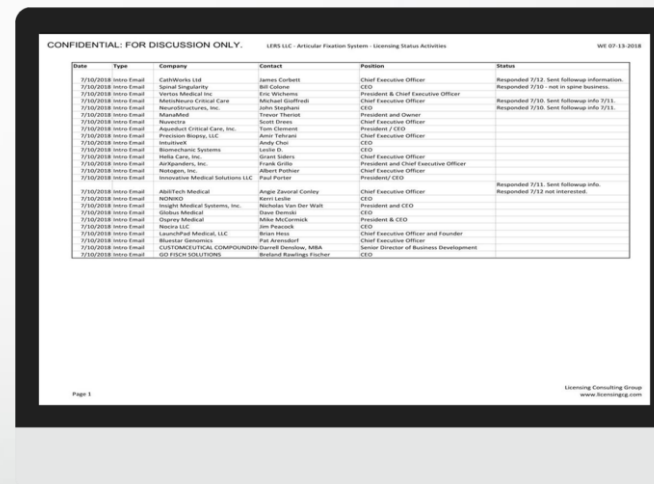 CONFIDENTIAL: FOR DISCUSSION ONLY. LERS LLC - Articular Fixation System - Licensing Status Activities WE 07-13-2018
Date Type Company Contact Position Status
7/10/2018 Intro Email CathWorks Ltd James Corbett Chief Executive Officer Responded 7/12. Sent followup information.
7/10/2018 Intro Email Spinal Singularity Bill Colone CEO Responded 7/10 - not in spine business.
7/10/2018 Intro Email Vertos Medical Inc Eric Wichems President & Chief Executive Officer
7/10/2018 Intro Email MetisNeuro Critical Care Michael Gioffredi Chief Executive Officer Responded 7/10. Sent followup info 7/11.
7/10/2018 Intro Email NeuroStructures, Inc. John Stephani CEO Responded 7/10. Sent followup info 7/11.
7/10/2018 Intro Email ManaMed Trevor Theriot President and Owner
7/10/2018 Intro Email Nuvectra Scott Drees Chief Executive Officer
7/10/2018 Intro Email Aqueduct Critical Care, Inc. Tom Clement President / CEO
7/10/2018 Intro Email Precision Biopsy, LLC Amir Tehrani Chief Executive Officer
7/10/2018 Intro Email IntuitiveX Andy Choi CEO
7/10/2018 Intro Email Biomechanic Systems Leslie D. CEO
7/10/2018 Intro Email Helia Care, Inc. Grant Siders Chief Executive Officer
7/10/2018 Intro Email AirXpanders, Inc. Frank Grillo President and Chief Executive Officer
7/10/2018 Intro Email Notogen, Inc. Albert Pothier Chief Executive Officer
7/10/2018 Intro Email Innovative Medical Solutions LLC Paul Porter President/ CEO
Responded 7/11. Sent followup info.
7/10/2018 Intro Email AbiliTech Medical Angie Zavoral Conley Chief Executive Officer Responded 7/12 not interested.
7/10/2018 Intro Email NONIKO Kerri Leslie CEO
7/10/2018 Intro Email Insight Medical Systems, Inc. Nicholas Van Der Walt President and CEO
7/10/2018 Intro Email Globus Medical Dave Demski CEO
7/10/2018 Intro Email Osprey Medical Mike McCormick President & CEO
7/10/2018 Intro Email Nocira LLC Jim Peacock CEO
7/10/2018 Intro Email LaunchPad Medical, LLC Brian Hess Chief Executive Officer and Founder
7/10/2018 Intro Email Bluestar Genomics Pat Arensdorf Chief Executive Officer
7/10/2018 Intro Email CUSTOMCEUTICAL COMPOUNDIN Darrell Denslow, MBA Senior Director of Business Development
7/10/2018 Intro Email GO FISCH SOLUTIONS Breland Rawlings Fischer CEO
Page 1
Licensing Consulting Group
www.licensingcg.com